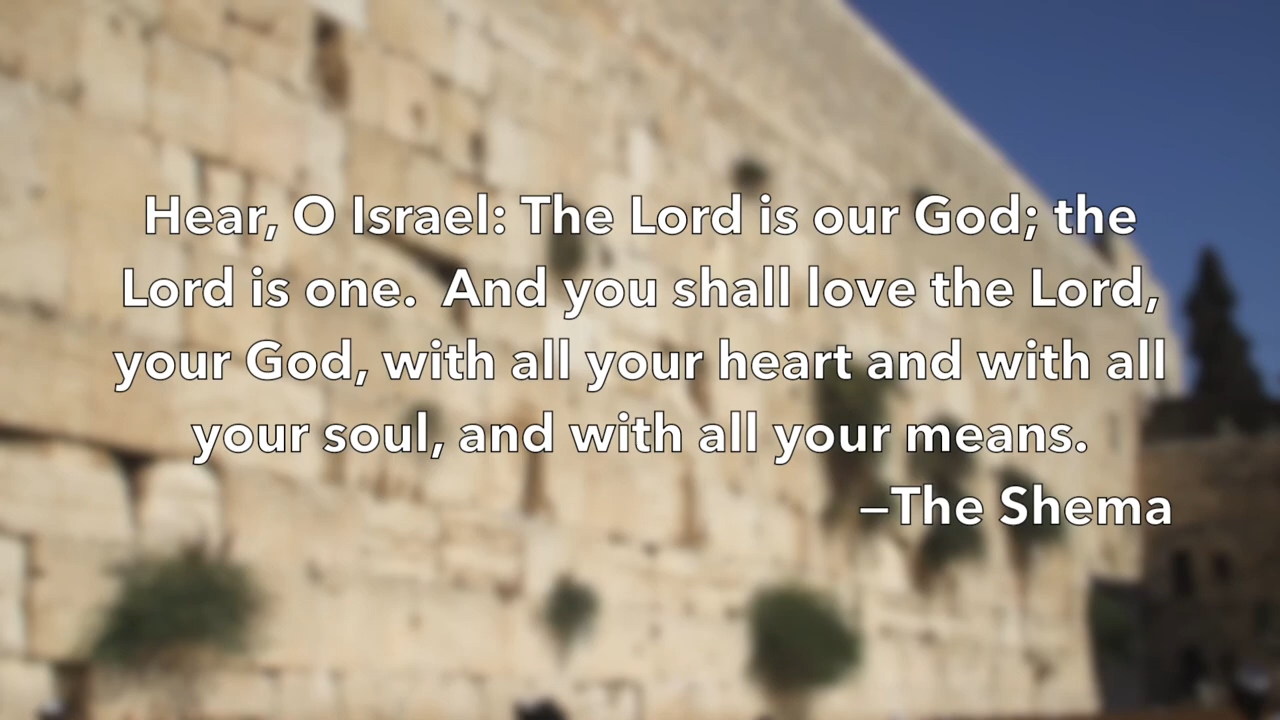 Hear, O Israel: The Lord is our God; the
Lord is one.  And you shall love the Lord,
your God, with all your heart and with all
your soul, and with all your means.
—The Shema